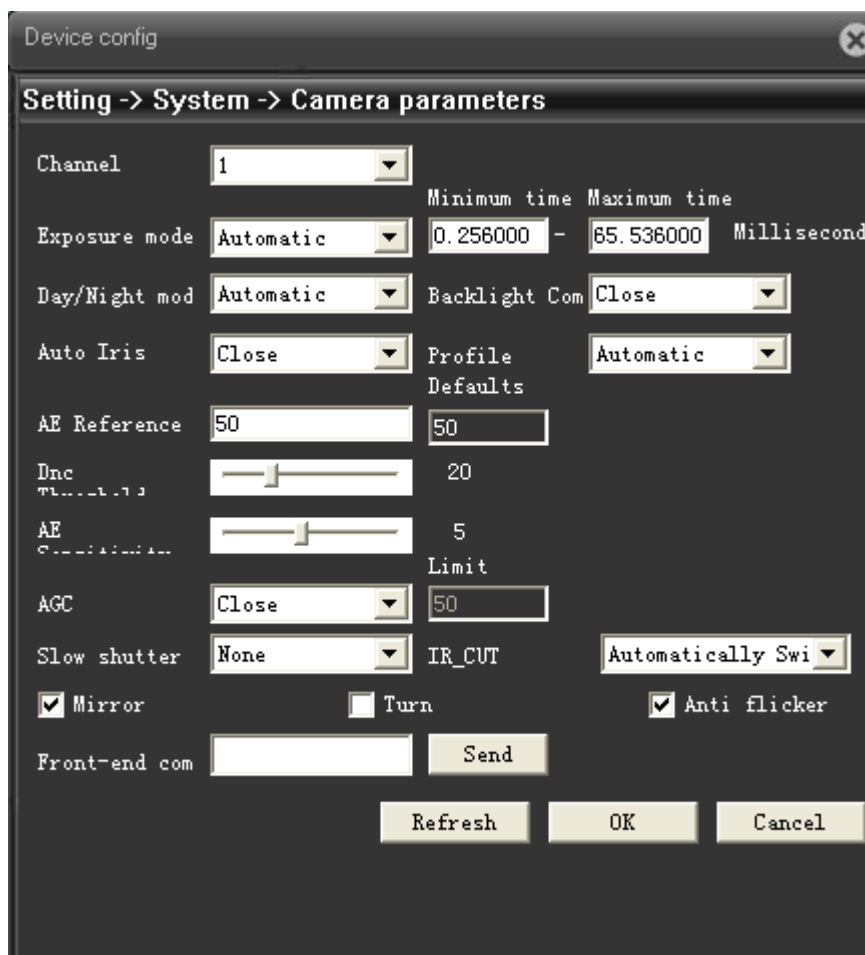 Device config
Setting -> System -> Camera parameters
Channel 1
Minimum time Maximum time
Exposure mode Automatic 0.256000 - 65.536000 Millisecond
Day/Night mod Automatic Backlight Com Close
Auto Iris Close Profile Automatic
Defaults
AE Reference 50 50
Dnc 20
AE 5
Limit
AGC Close 50
Slow shutter None IR_CUT Automatically Swi
Mirror Turn Anti flicker
Front-end com Send
Refresh OK Cancel